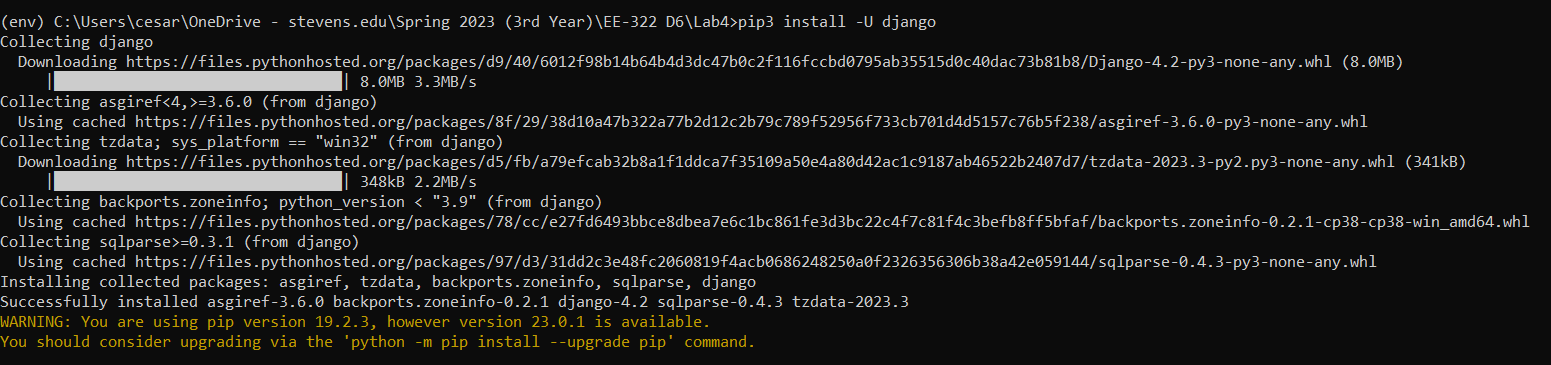 (env) C:\Users\cesar\OneDrive - stevens.edu\Spring 2023 (3rd Year)\EE-322 D6\Lab4>pip3 install -U django
Collecting django
  Downloading https://files.pythonhosted.org/packages/d9/40/6012f98b14b64b4d3dc47b0c2f116fccbd0795ab35515d0c40dac73b81b8/Django-4.2-py3-none-any.whl (8.0MB)
     |████████████████████████████████| 8.0MB 3.3MB/s
Collecting asgiref<4,>=3.6.0 (from django)
  Using cached https://files.pythonhosted.org/packages/8f/29/38d10a47b322a77b2d12c2b79c789f52956f733cb701d4d5157c76b5f238/asgiref-3.6.0-py3-none-any.whl
Collecting tzdata; sys_platform == "win32" (from django)
  Downloading https://files.pythonhosted.org/packages/d5/fb/a79efcab32b8a1f1ddca7f35109a50e4a80d42ac1c9187ab46522b2407d7/tzdata-2023.3-py2.py3-none-any.whl (341kB)
     |████████████████████████████████| 348kB 2.2MB/s
Collecting backports.zoneinfo; python_version < "3.9" (from django)
  Using cached https://files.pythonhosted.org/packages/78/cc/e27fd6493bbce8dbea7e6c1bc861fe3d3bc22c4f7c81f4c3befb8ff5bfaf/backports.zoneinfo-0.2.1-cp38-cp38-win_amd64.whl
Collecting sqlparse>=0.3.1 (from django)
  Using cached https://files.pythonhosted.org/packages/97/d3/31dd2c3e48fc2060819f4acb0686248250a0f2326356306b38a42e059144/sqlparse-0.4.3-py3-none-any.whl
Installing collected packages: asgiref, tzdata, backports.zoneinfo, sqlparse, django
Successfully installed asgiref-3.6.0 backports.zoneinfo-0.2.1 django-4.2 sqlparse-0.4.3 tzdata-2023.3
WARNING: You are using pip version 19.2.3, however version 23.0.1 is available.
You should consider upgrading via the 'python -m pip install --upgrade pip' command.